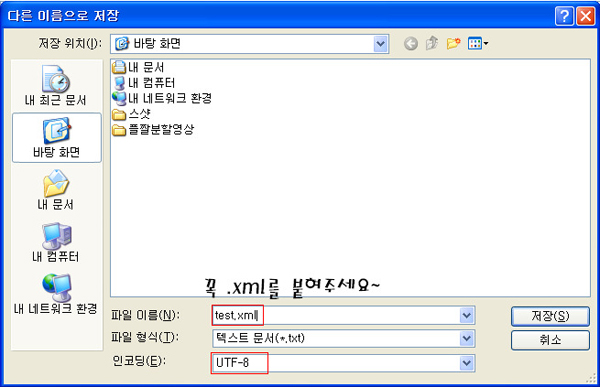 다른 이름으로 저장
저장 위치(I):
바탕 화면
내 최근 문서
바탕 화면
내 문서
내 컴퓨터
내 네트워크 환경
내 문서
내 컴퓨터
내 네트워크 환경
스샷
플짤분할영상
꼭 .xml를 붙혀주세요~
파일 이름(N):
test.xml
저장(S)
파일 형식(T):
텍스트 문서(*.txt)
취소
인코딩(E):
UTF-8